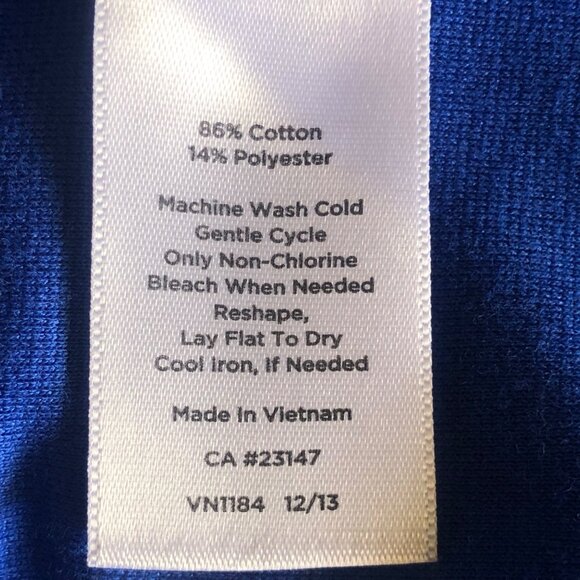 86% Cotton
14% Polyester
Machine Wash Cold
Gentle Cycle
Only Non-Chlorine
Bleach When Needed
Reshape,
Lay Flat To Dry
Cool Iron, If Needed
Made In Vietnam
CA #23147
VN1184 12/13